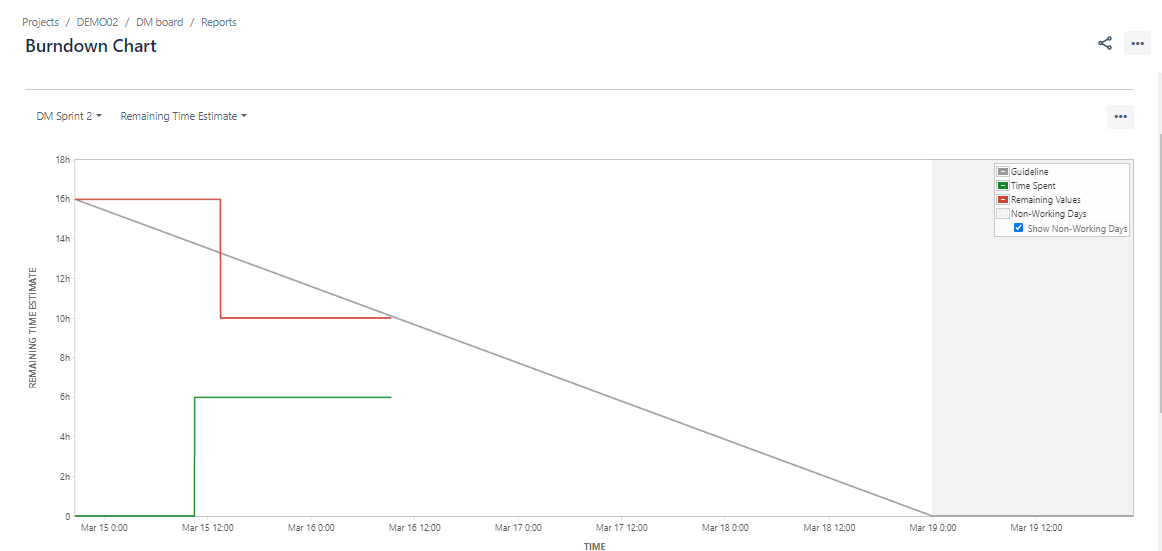 Projects / DEMO02 / DM board / Reports
Burndown Chart
DM Sprint 2 Remaining Time Estimate
REMAINING TIME ESTIMATE
18h
16h
14h
12h
10h
8h
6h
4h
2h
0
Guideline
Time Spent
Remaining Values
Non-Working Days
Show Non-Working Days
Mar 15 0:00 Mar 15 12:00 Mar 16 0:00 Mar 16 12:00 Mar 17 0:00 Mar 17 12:00 Mar 18 0:00 Mar 18 12:00 Mar 19 0:00 Mar 19 12:00
TIME